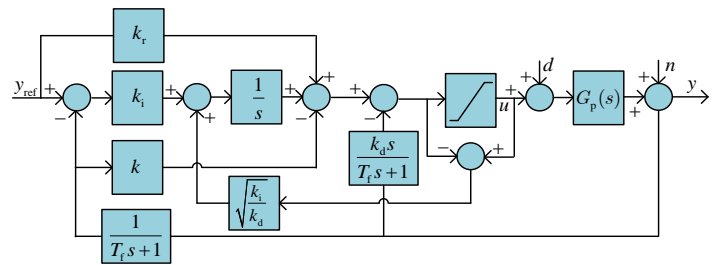 k_r
y_ref + − k_i + + 1/s + + − + − u + + d G_p(s) + + n y
k
k_d s / (T_f s + 1)
− +
√(k_i / k_d)
1 / (T_f s + 1)